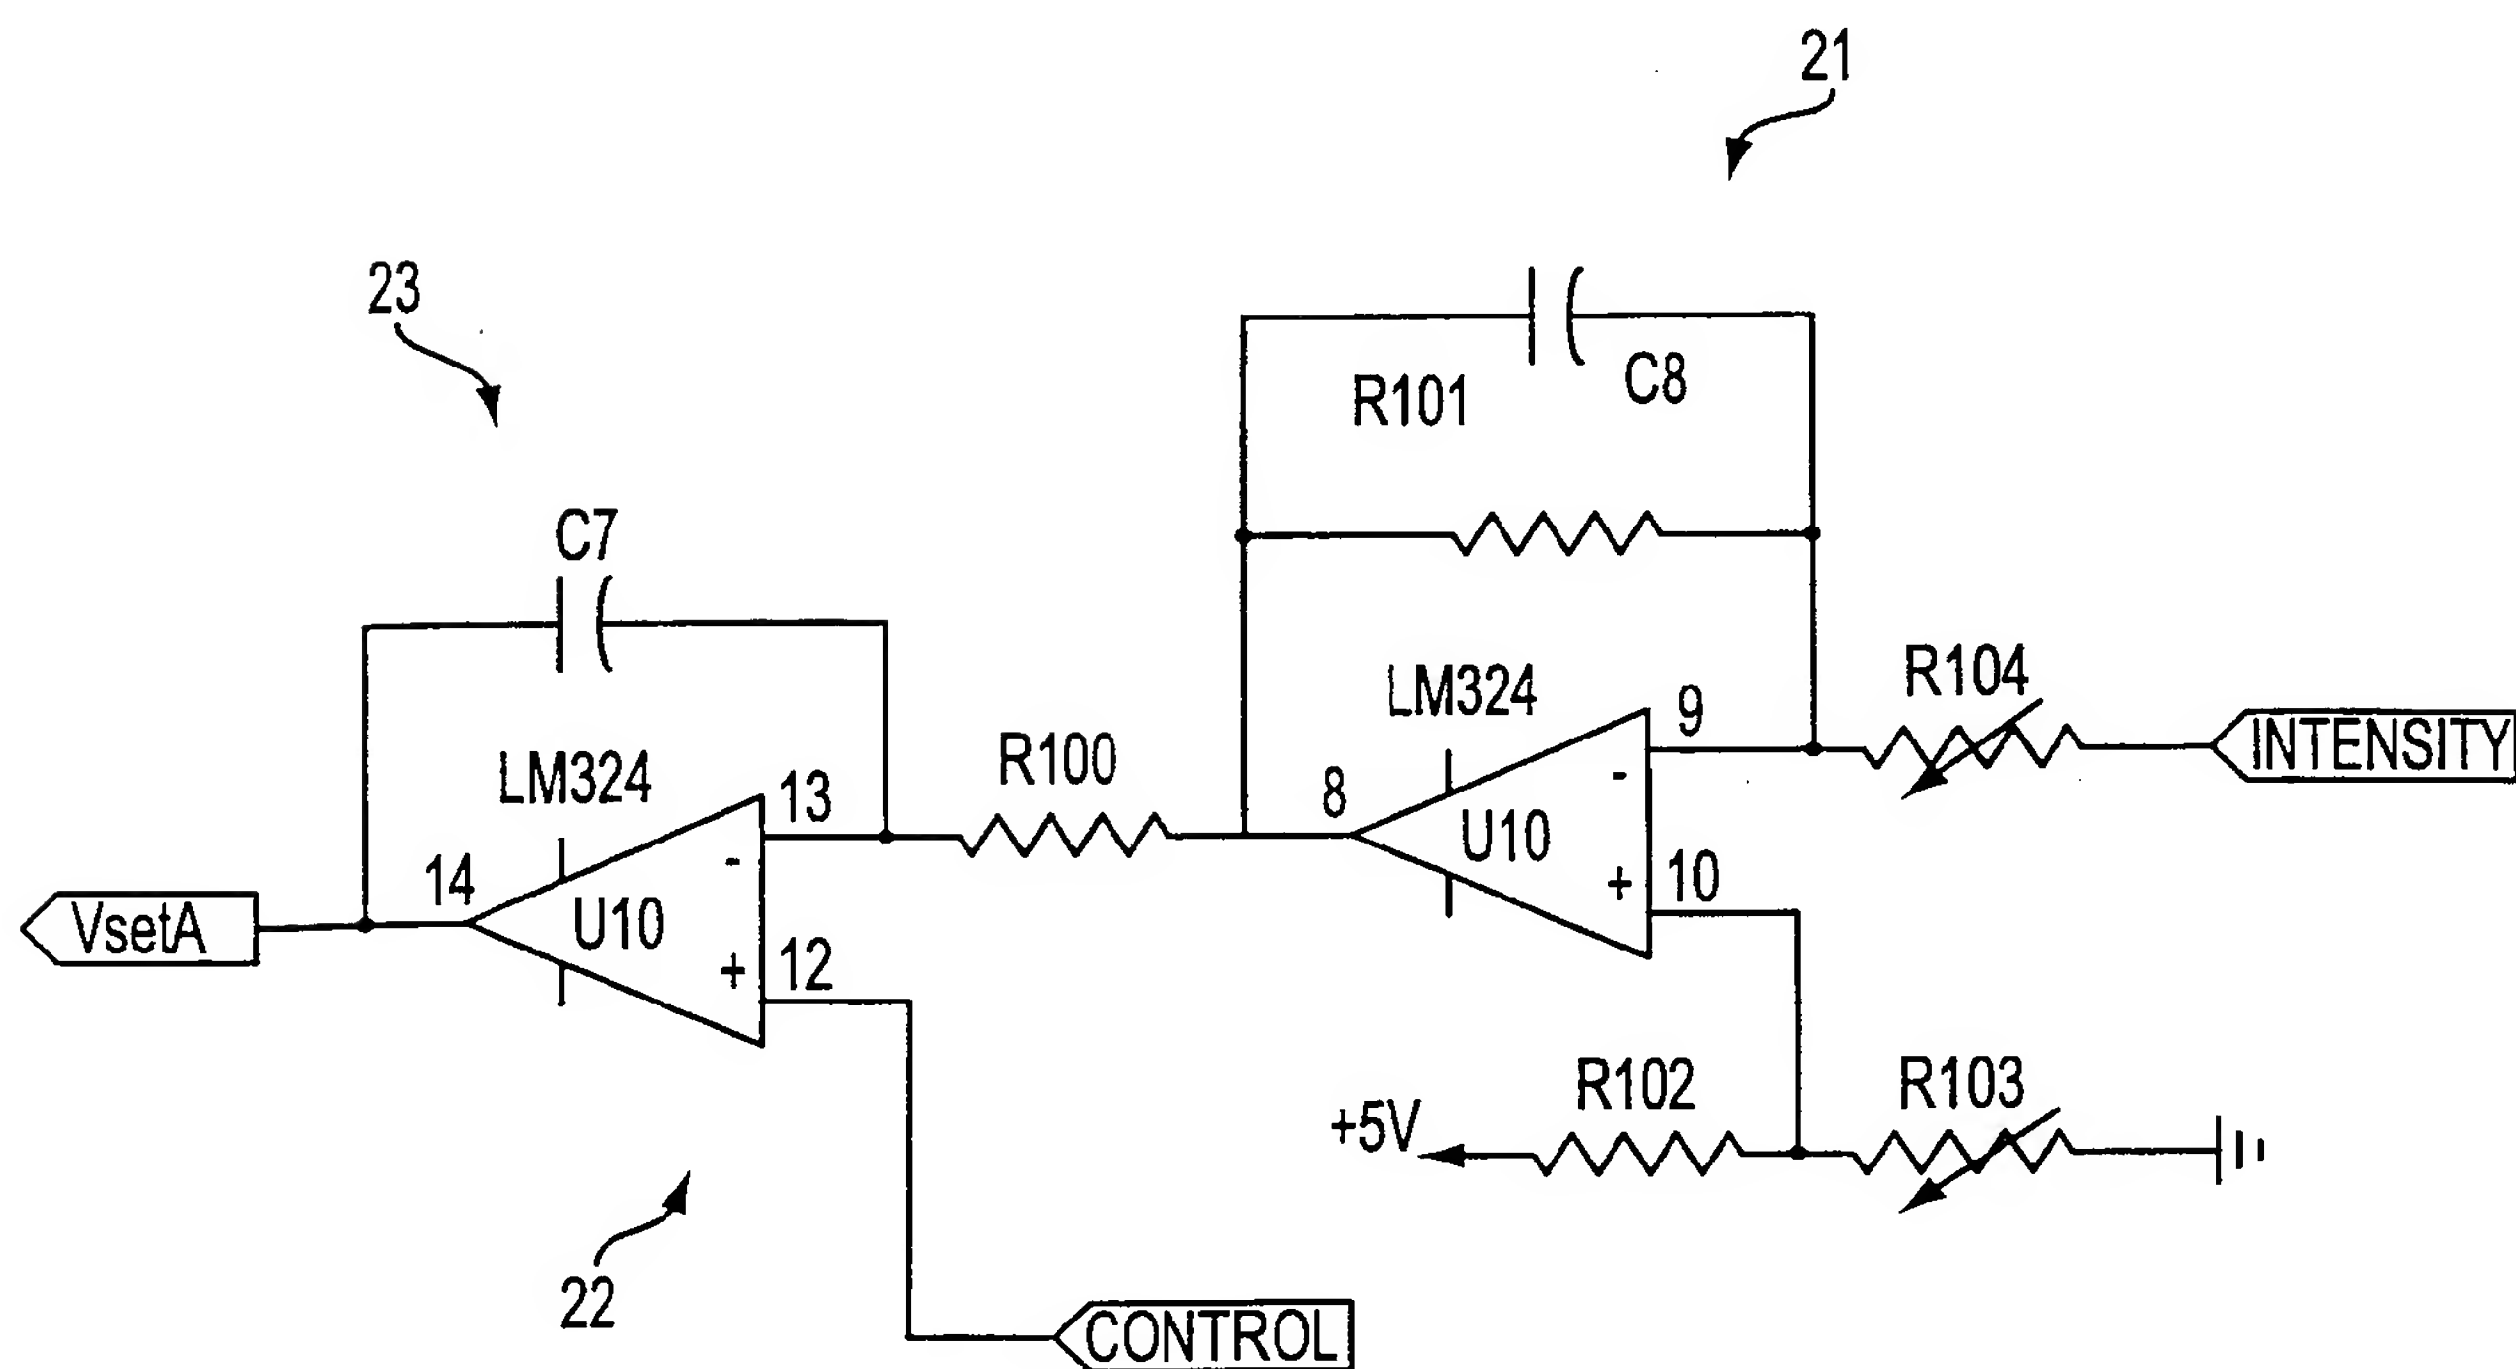 21
23
R101
C8
C7
LM324
R104
9
INTENSITY
-
LM324
R100
8
U10
13
+
10
-
14
U10
VsetA
+
12
R102
R103
+5V
22
CONTROL